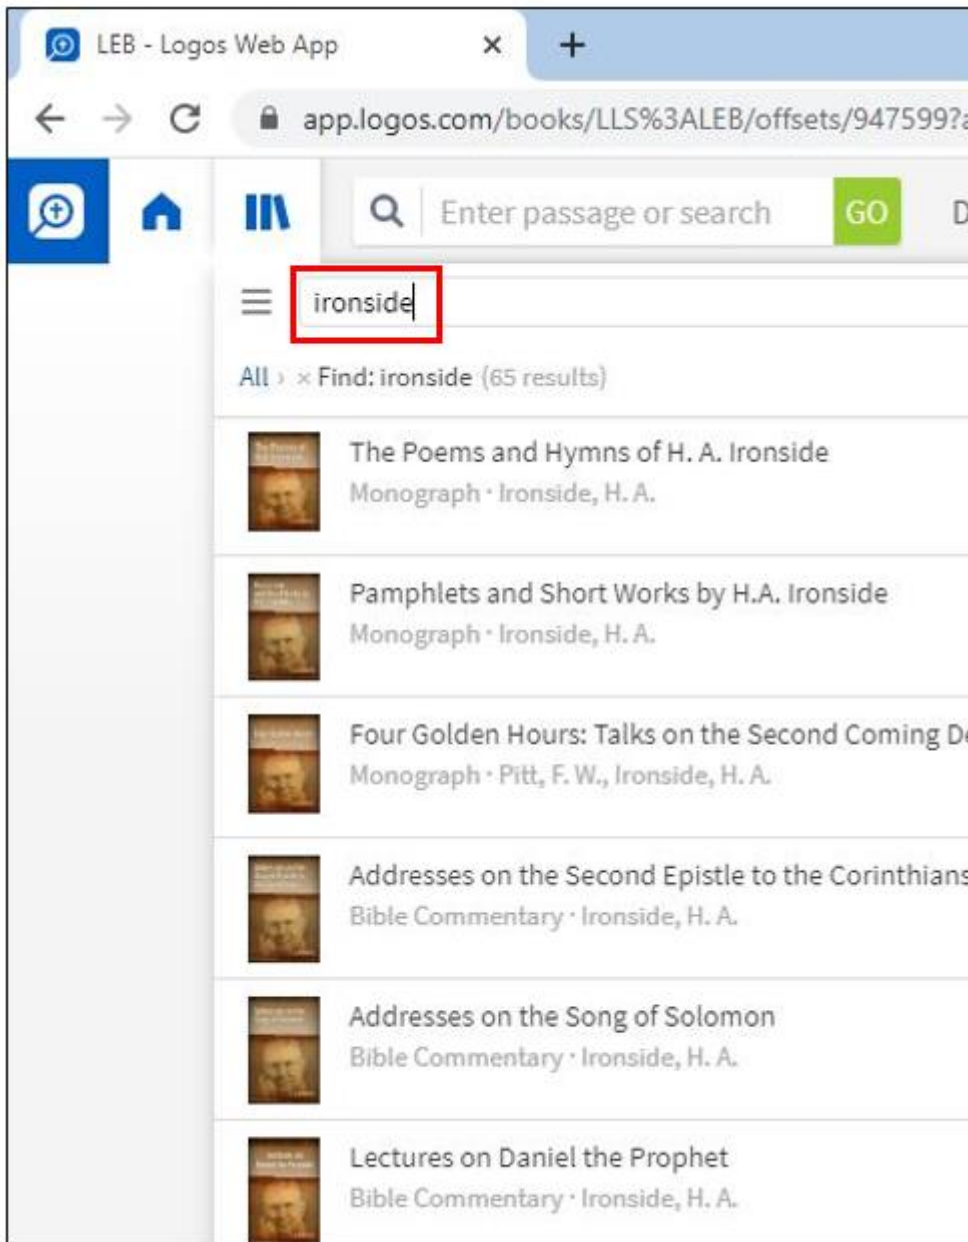 LEB - Logos Web App
app.logos.com/books/LLS%3ALEB/offsets/947599?a
Enter passage or search GO D
ironside
All › × Find: ironside (65 results)
The Poems and Hymns of H. A. Ironside
Monograph · Ironside, H. A.
Pamphlets and Short Works by H.A. Ironside
Monograph · Ironside, H. A.
Four Golden Hours: Talks on the Second Coming De
Monograph · Pitt, F. W., Ironside, H. A.
Addresses on the Second Epistle to the Corinthians
Bible Commentary · Ironside, H. A.
Addresses on the Song of Solomon
Bible Commentary · Ironside, H. A.
Lectures on Daniel the Prophet
Bible Commentary · Ironside, H. A.